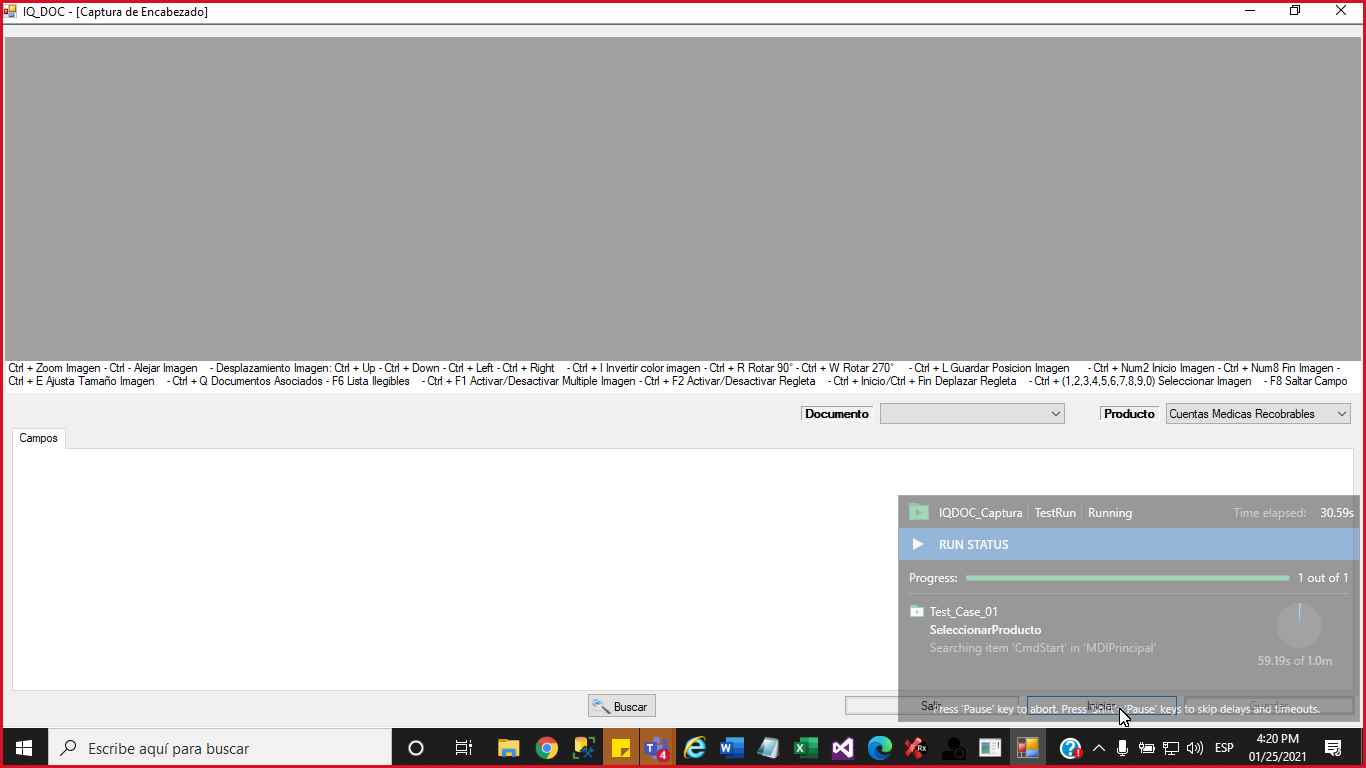 IQ_DOC - [Captura de Encabezado]
Ctrl + Zoom Imagen - Ctrl - Alejar Imagen - Desplazamiento Imagen: Ctrl + Up - Ctrl + Down - Ctrl + Left - Ctrl + Right - Ctrl + I Invertir color imagen - Ctrl + R Rotar 90° - Ctrl + W Rotar 270° - Ctrl + L Guardar Posicion Imagen - Ctrl + Num2 Inicio Imagen - Ctrl + Num8 Fin Imagen -
Ctrl + E Ajusta Tamaño Imagen - Ctrl + Q Documentos Asociados - F6 Lista Ilegibles - Ctrl + F1 Activar/Desactivar Multiple Imagen - Ctrl + F2 Activar/Desactivar Regleta - Ctrl + Inicio/Ctrl + Fin Deplazar Regleta - Ctrl + (1,2,3,4,5,6,7,8,9,0) Seleccionar Imagen - F8 Saltar Campo
Documento Producto Cuentas Medicas Recobrables
Campos
IQDOC_Captura TestRun Running Time elapsed: 30.59s
RUN STATUS
Progress: 1 out of 1
Test_Case_01
SeleccionarProducto
Searching item 'CmdStart' in 'MDIPrincipal'
59.19s of 1.0m
Buscar Salir Iniciar
Press 'Pause' key to abort. Press 'Shift + Pause' keys to skip delays and timeouts.
Escribe aquí para buscar
4
ESP
4:20 PM
01/25/2021